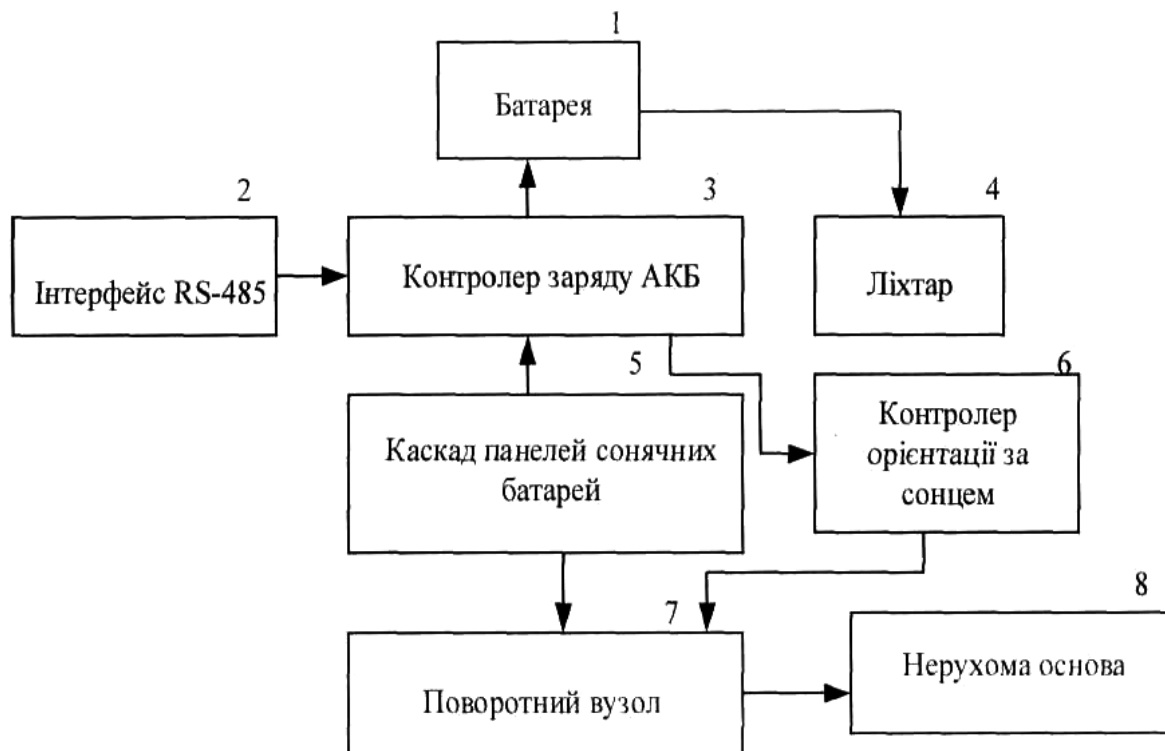 1
Батарея
2
Інтерфейс RS-485
3
Контролер заряду АКБ
4
Ліхтар
5
Каскад панелей сонячних
батарей
6
Контролер
орієнтації за
сонцем
7
Поворотний вузол
8
Нерухома основа